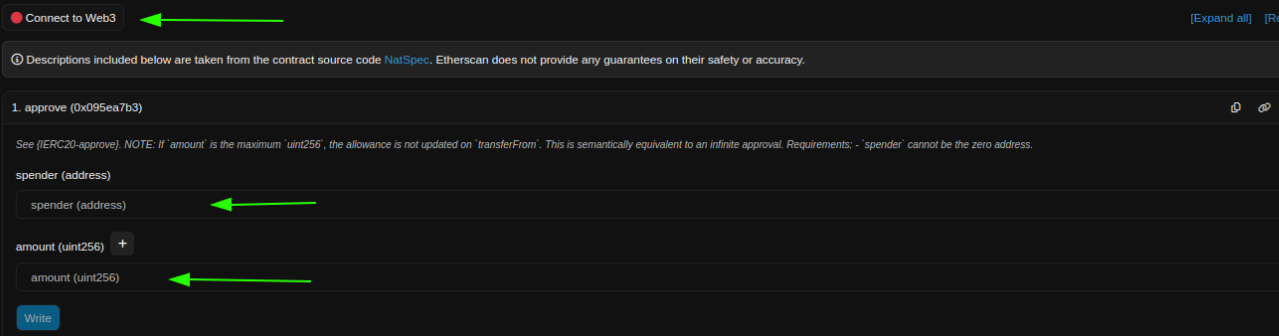 Connect to Web3
[Expand all] [Re
Descriptions included below are taken from the contract source code NatSpec. Etherscan does not provide any guarantees on their safety or accuracy.
1. approve (0x095ea7b3)
See {IERC20-approve}. NOTE: If `amount` is the maximum `uint256`, the allowance is not updated on `transferFrom`. This is semantically equivalent to an infinite approval. Requirements: - `spender` cannot be the zero address.
spender (address)
spender (address)
amount (uint256) +
amount (uint256)
Write